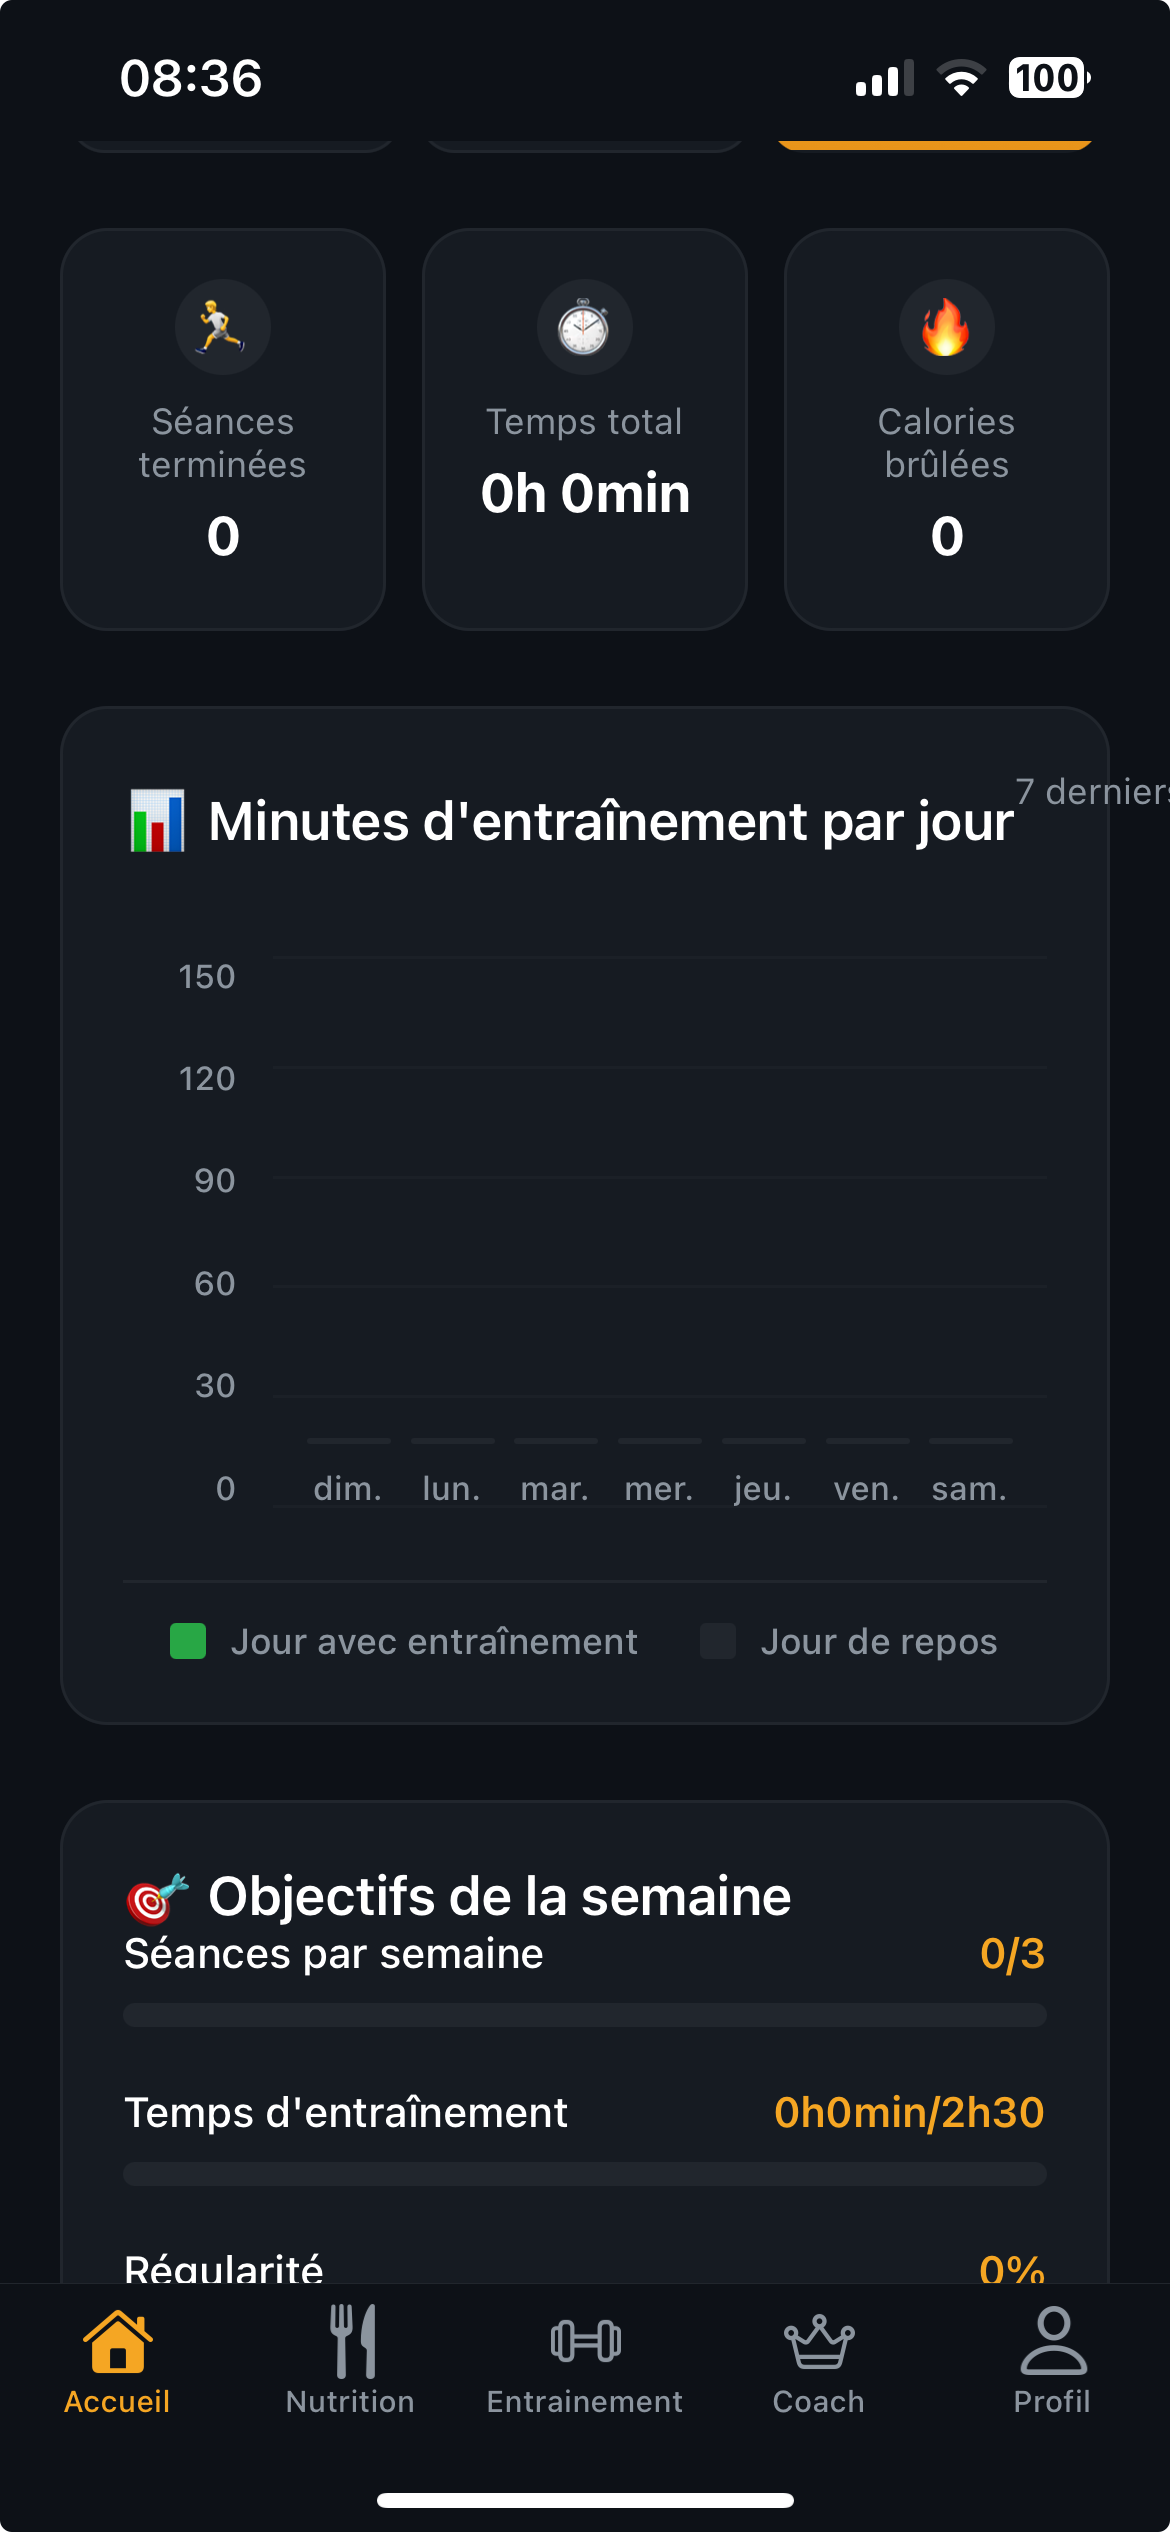 08:36
100
Séances
terminées
0
Temps total
0h 0min
Calories
brûlées
0
Minutes d'entraînement par jour
7 derniers
150
120
90
60
30
0
dim. lun. mar. mer. jeu. ven. sam.
Jour avec entraînement
Jour de repos
Objectifs de la semaine
Séances par semaine 0/3
Temps d'entraînement 0h0min/2h30
Régularité 0%
Accueil
Nutrition
Entrainement
Coach
Profil